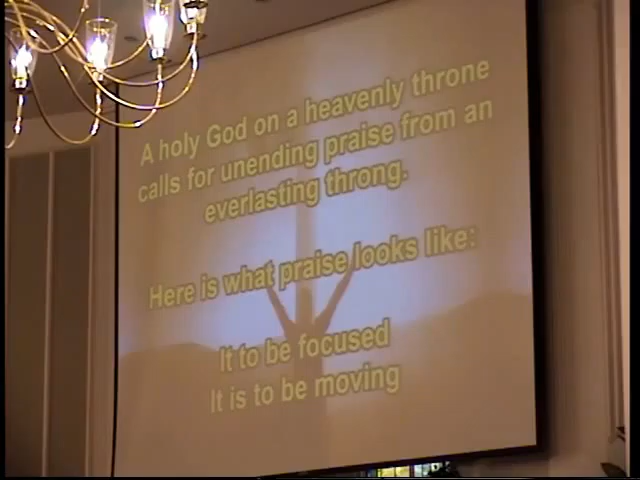 A holy God on a heavenly throne
calls for unending praise from an
everlasting throng.
Here is what praise looks like:
It to be focused
It is to be moving